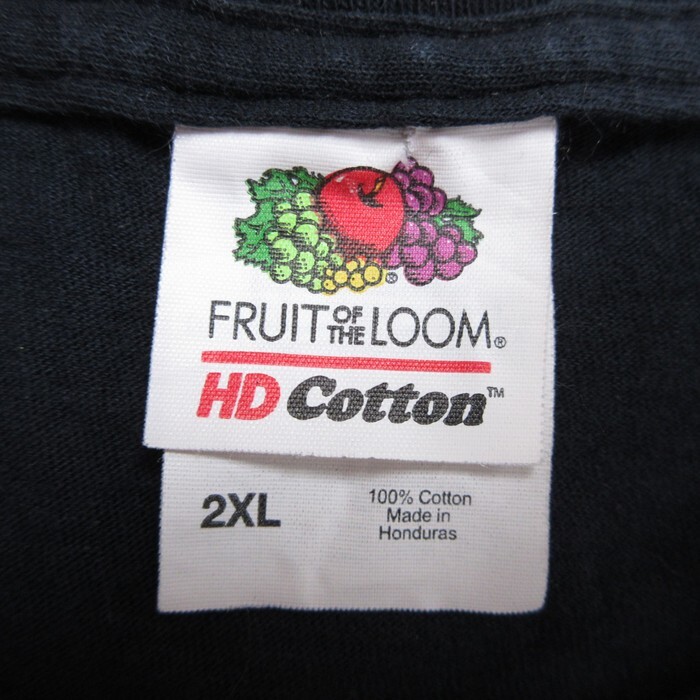 ®
FRUIT OF THE LOOM®
HD Cotton™
2XL
100% Cotton
Made in
Honduras